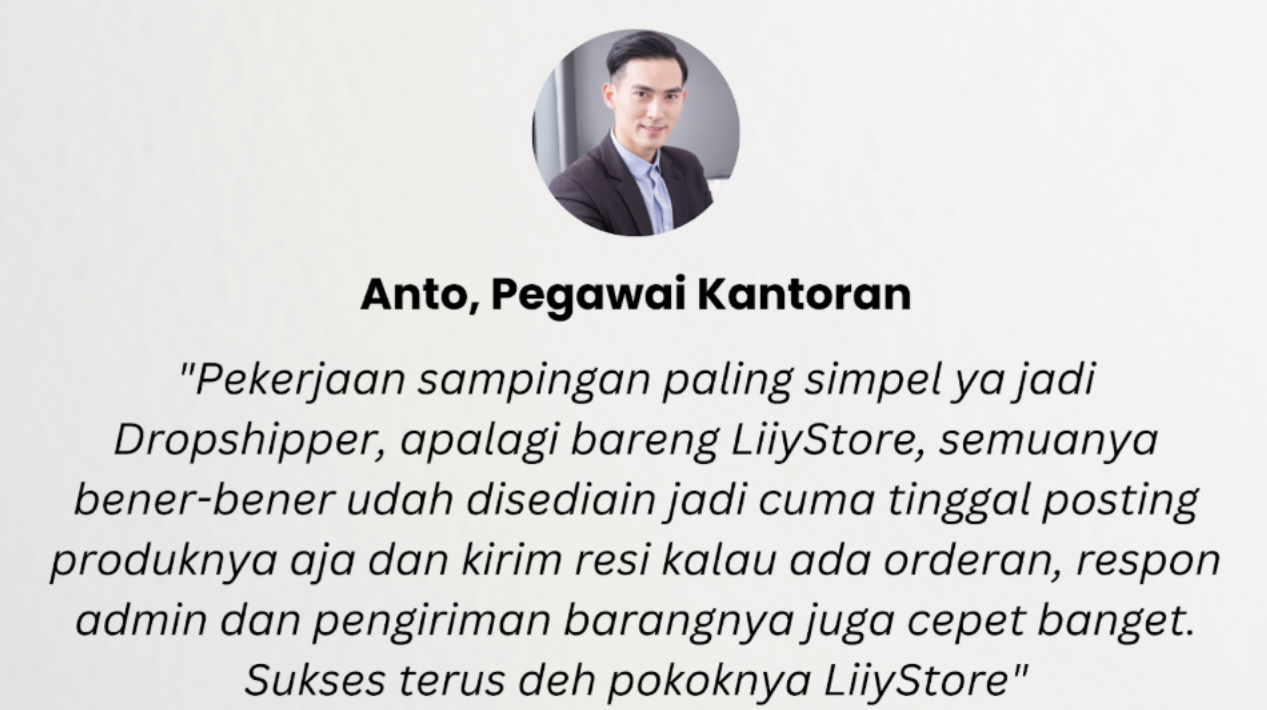 Anto, Pegawai Kantoran
"Pekerjaan sampingan paling simpel ya jadi
Dropshipper, apalagi bareng LiiyStore, semuanya
bener-bener udah disediain jadi cuma tinggal posting
produknya aja dan kirim resi kalau ada orderan, respon
admin dan pengiriman barangnya juga cepet banget.
Sukses terus deh pokoknya LiiyStore"